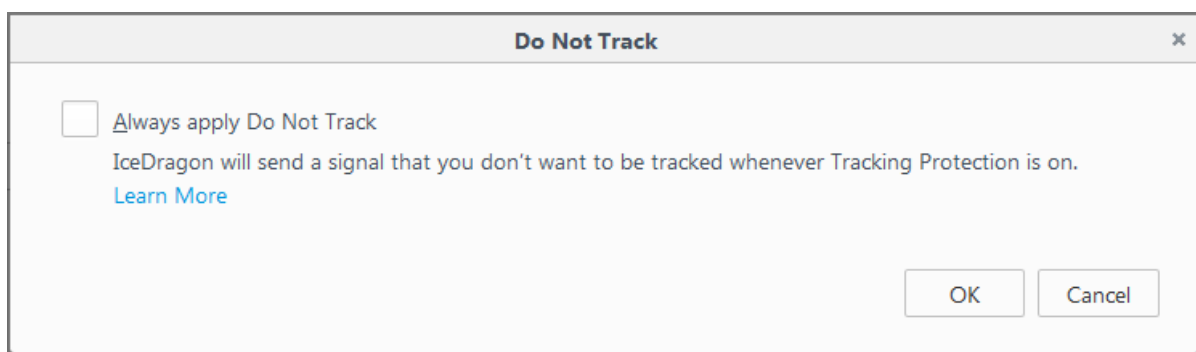 Do Not Track
Always apply Do Not Track
IceDragon will send a signal that you don't want to be tracked whenever Tracking Protection is on.
Learn More
OK
Cancel